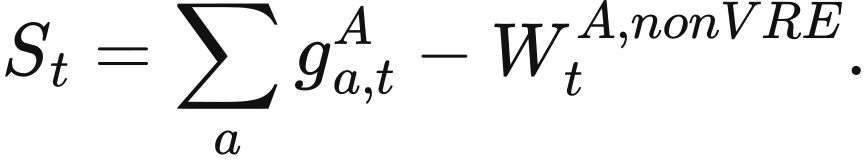 S_t = \sum_a g^A_{a,t} - W_t^{A,nonVRE}.